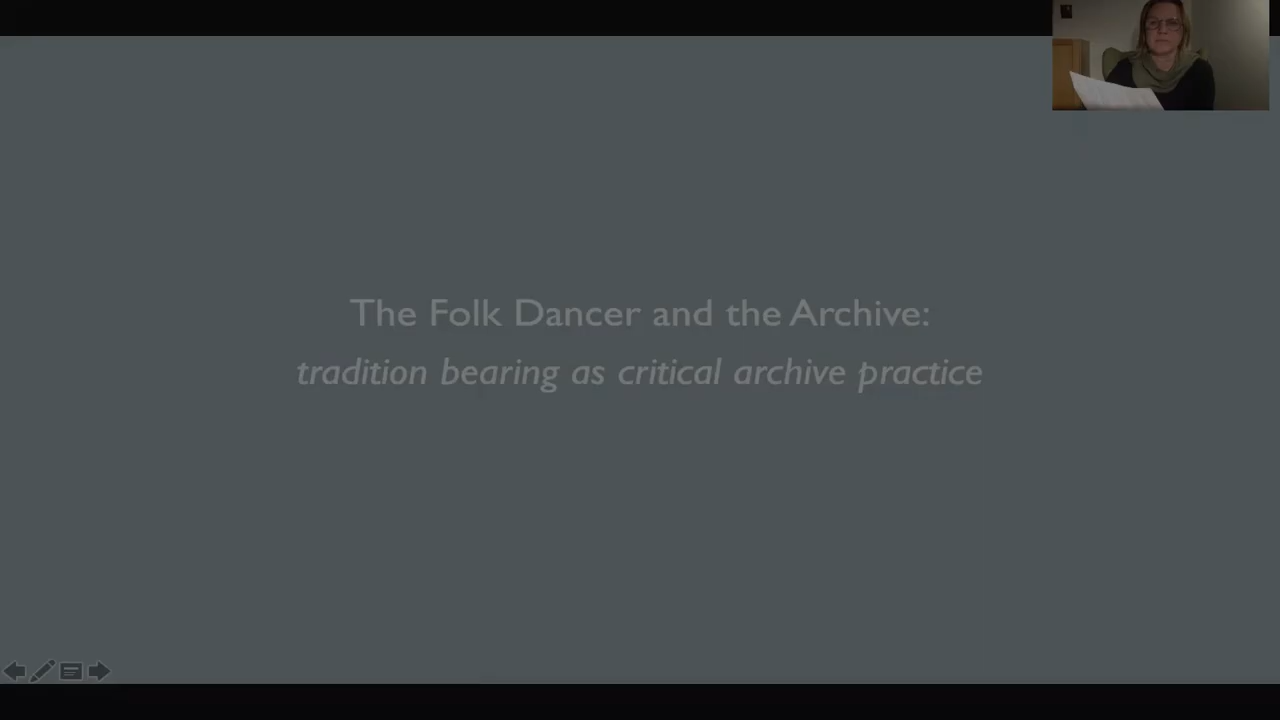 The Folk Dancer and the Archive:
tradition bearing as critical archive practice